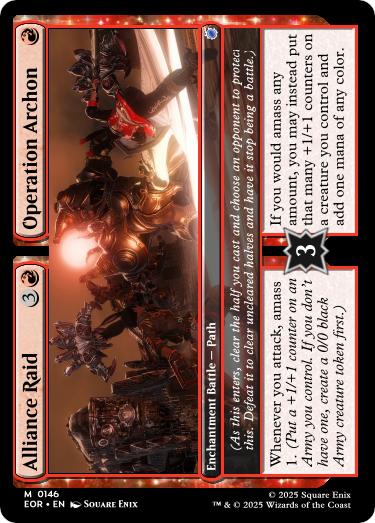 Alliance Raid 3
Operation Archon
Enchantment Battle — Path
(As this enters, clear the half you cast and choose an opponent to protect
this. Defeat it to clear uncleared halves and have it stop being a battle.)
Whenever you attack, amass
1. (Put a +1/+1 counter on an
Army you control. If you don't
have one, create a 0/0 black
Army creature token first.)
3
If you would amass any
amount, you may instead put
that many +1/+1 counters on
a creature you control and
add one mana of any color.
M 0146
EOR • EN SQUARE ENIX
© 2025 Square Enix
™ & © 2025 Wizards of the Coast